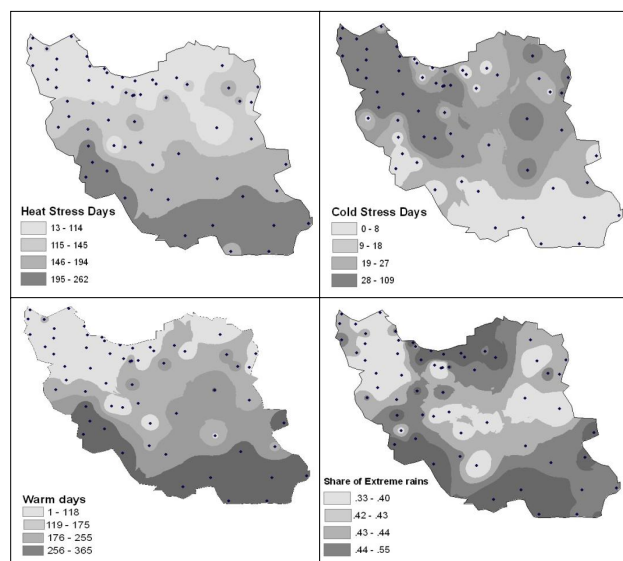 Heat Stress Days
13 - 114
115 - 145
146 - 194
195 - 262
Cold Stress Days
0 - 8
9 - 18
19 - 27
28 - 109
Warm days
1 - 118
119 - 175
176 - 255
256 - 365
Share of Extreme rains
.33 - .40
.42 - .43
.43 - .44
.44 - .55